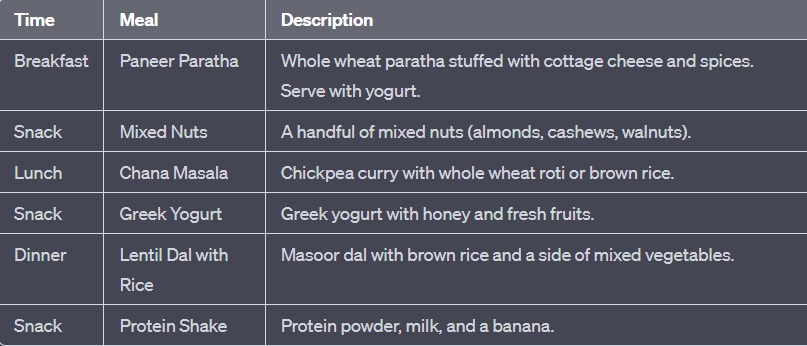 Time Meal Description
Breakfast Paneer Paratha Whole wheat paratha stuffed with cottage cheese and spices.
Serve with yogurt.
Snack Mixed Nuts A handful of mixed nuts (almonds, cashews, walnuts).
Lunch Chana Masala Chickpea curry with whole wheat roti or brown rice.
Snack Greek Yogurt Greek yogurt with honey and fresh fruits.
Dinner Lentil Dal with Masoor dal with brown rice and a side of mixed vegetables.
Rice
Snack Protein Shake Protein powder, milk, and a banana.